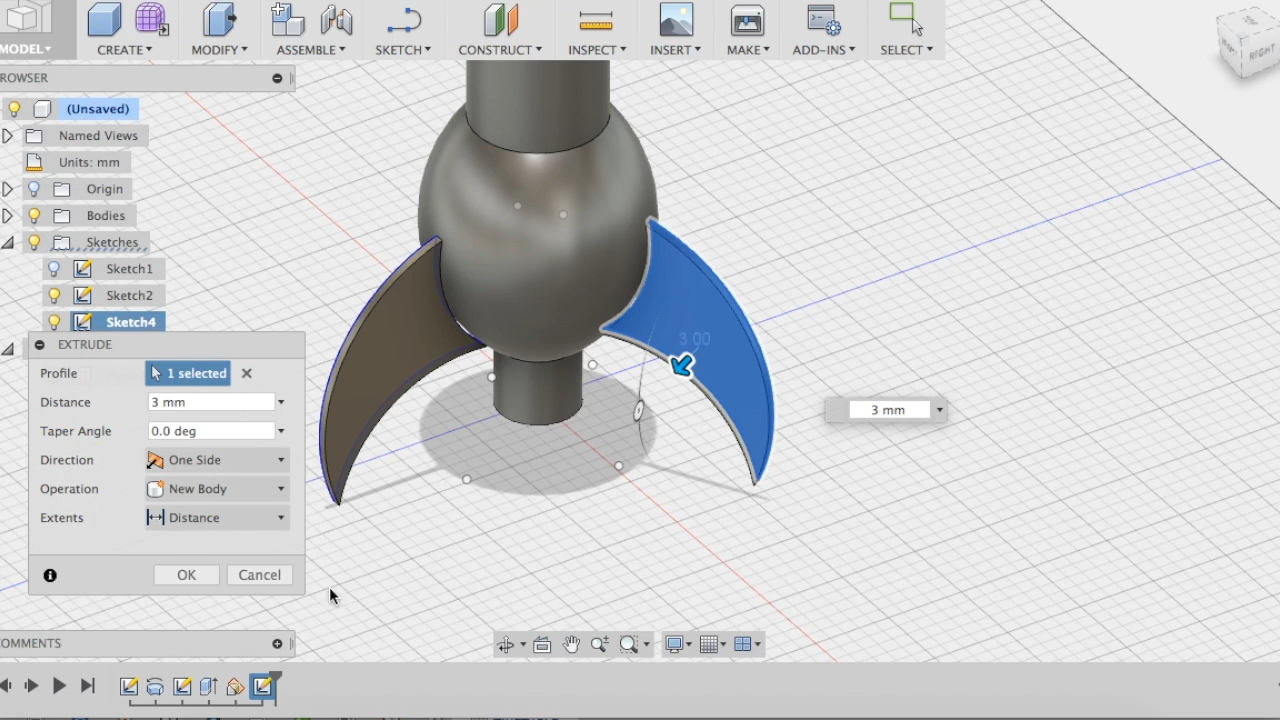 MODEL
CREATE
MODIFY
ASSEMBLE
SKETCH
CONSTRUCT
INSPECT
INSERT
MAKE
ADD-INS
SELECT
RIGHT
ROWSER
(Unsaved)
Named Views
Units: mm
Origin
Bodies
Sketches
Sketch1
Sketch2
Sketch4
EXTRUDE
Profile 1 selected
Distance 3 mm
Taper Angle 0.0 deg
Direction One Side
Operation New Body
Extents Distance
OK Cancel
3.00
3 mm
OMMENTS